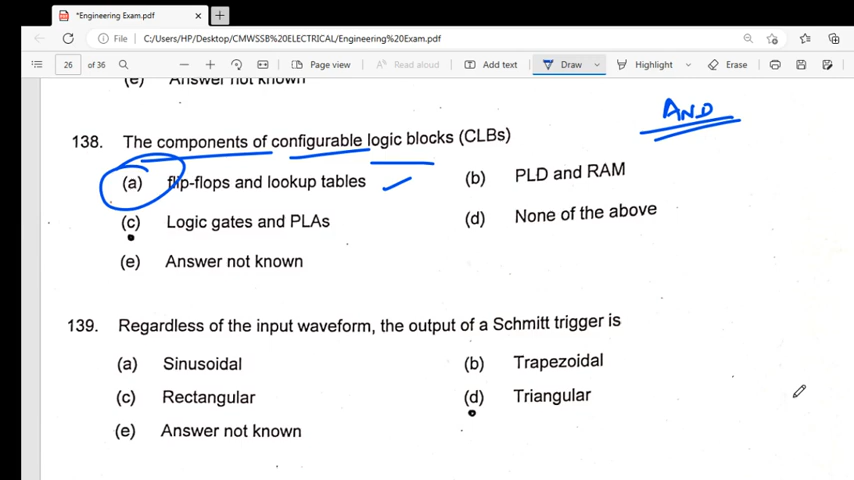 *Engineering Exam.pdf
File C:/Users/HP/Desktop/CMWSSB%20ELECTRICAL/Engineering%20Exam.pdf
26 of 36 Page view Read aloud Add text Draw Highlight Erase
(e) Answer not known
AND
138. The components of configurable logic blocks (CLBs)
(a) flip-flops and lookup tables (b) PLD and RAM
(c) Logic gates and PLAs (d) None of the above
(e) Answer not known
139. Regardless of the input waveform, the output of a Schmitt trigger is
(a) Sinusoidal (b) Trapezoidal
(c) Rectangular (d) Triangular
(e) Answer not known